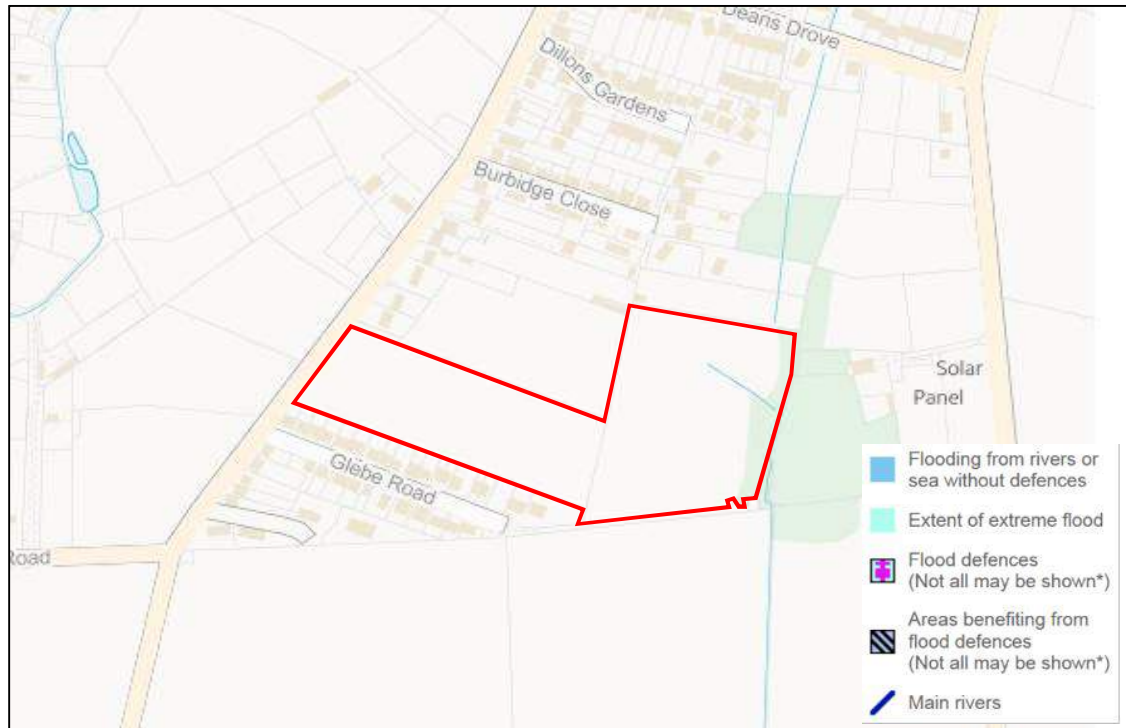 Deans Drove
Dillons Gardens
Burbidge Close
Solar
Panel
Glebe Road
Road
Flooding from rivers or
sea without defences
Extent of extreme flood
Flood defences
(Not all may be shown*)
Areas benefiting from
flood defences
(Not all may be shown*)
Main rivers